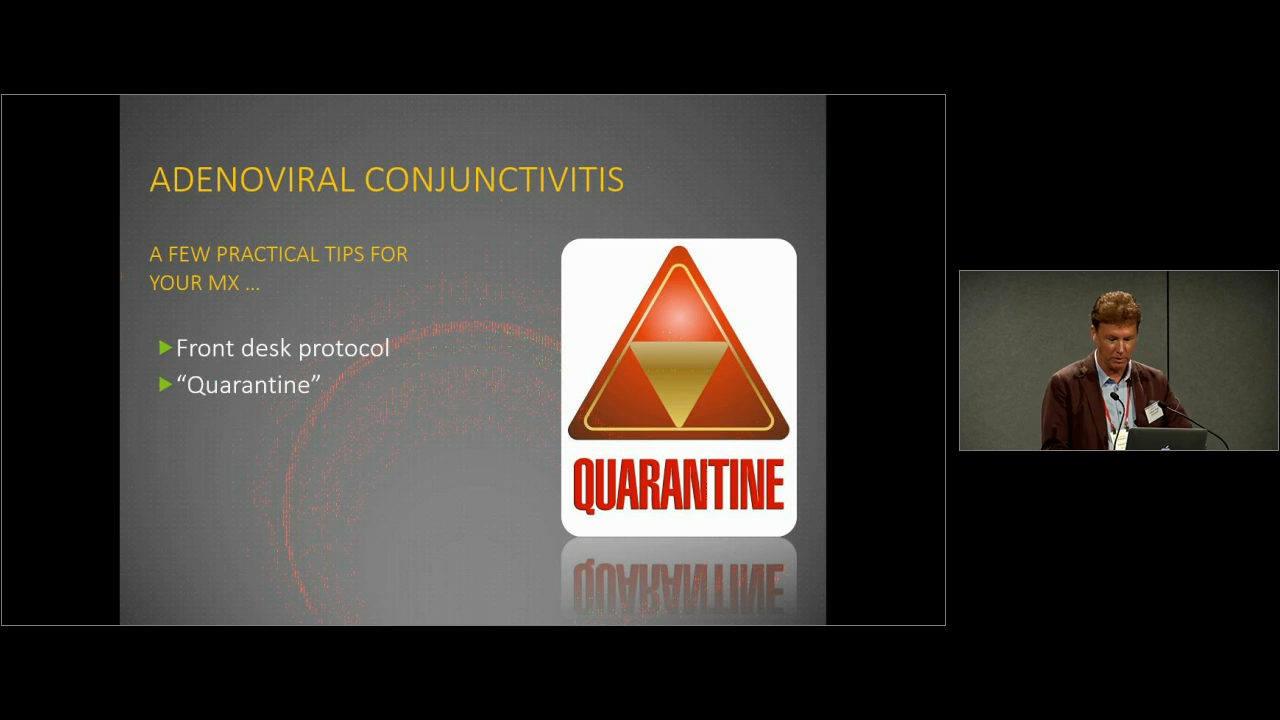 ADENOVIRAL CONJUNCTIVITIS
A FEW PRACTICAL TIPS FOR
YOUR MX ...
Front desk protocol
“Quarantine”
QUARANTINE